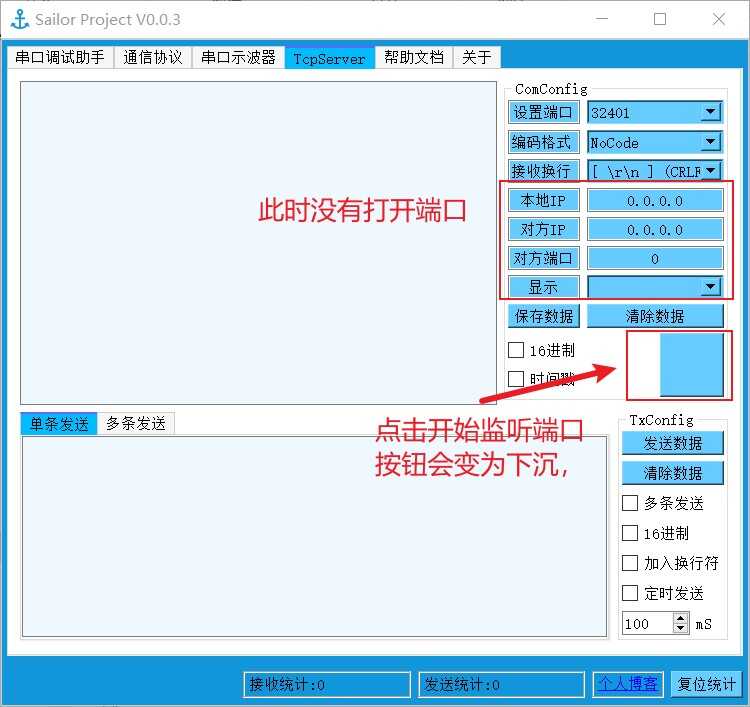 Sailor Project V0.0.3
串口调试助手 通信协议 串口示波器 TcpServer 帮助文档 关于
ComConfig
设置端口 32401
编码格式 NoCode
接收换行 [ \r\n ] (CRLF
本地IP 0.0.0.0
此时没有打开端口
对方IP 0.0.0.0
对方端口 0
显示
保存数据 清除数据
16进制
时间戳
单条发送 多条发送
点击开始监听端口
按钮会变为下沉,
TxConfig
发送数据
清除数据
多条发送
16进制
加入换行符
定时发送
100 mS
接收统计:0 发送统计:0 个人博客 复位统计